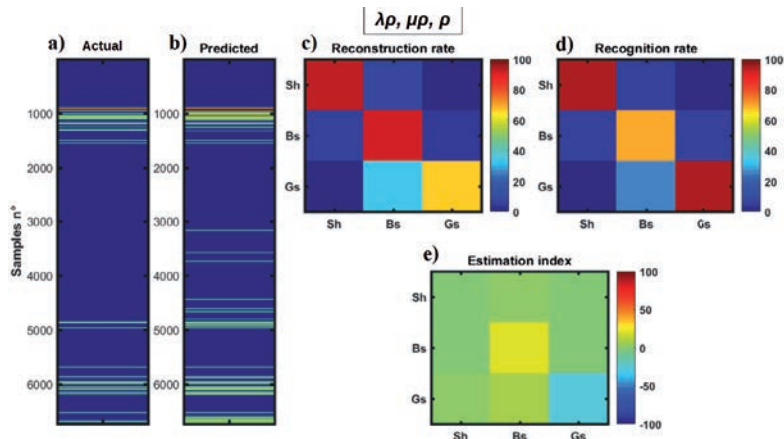 λρ, μρ, ρ
a) Actual
b) Predicted
Samples n°
1000
2000
3000
4000
5000
6000
1000
2000
3000
4000
5000
6000
c) Reconstruction rate
Sh
Bs
Gs
Sh Bs Gs
100
80
60
40
20
0
d) Recognition rate
Sh
Bs
Gs
Sh Bs Gs
100
80
60
40
20
0
e) Estimation index
Sh
Bs
Gs
Sh Bs Gs
100
50
0
-50
-100